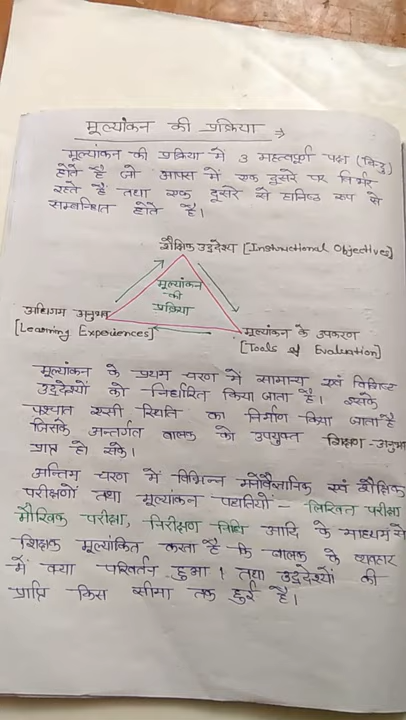 मूल्यांकन की प्रक्रिया →
मूल्यांकन की प्रक्रिया में 3 महत्वपूर्ण पक्ष (बिन्दु)
होते हैं जो आपस में एक दूसरे पर निर्भर
रहते हैं तथा एक दूसरे से घनिष्ठ रूप से
सम्बन्धित होते हैं।
शैक्षिक उद्देश्य [Instructional Objectives]
मूल्यांकन
की
प्रक्रिया
अधिगम अनुभव
[Learning Experiences]
मूल्यांकन के उपकरण
[Tools of Evaluation]
मूल्यांकन के प्रथम चरण में सामान्य एवं विशिष्ट
उद्देश्यों को निर्धारित किया जाता है। इसके
पश्चात ऐसी स्थिति का निर्माण किया जाता है
जिसके अन्तर्गत बालक को उपयुक्त शिक्षण-अनुभव
प्राप्त हो सके।
अन्तिम चरण में विभिन्न मनोवैज्ञानिक एवं शैक्षिक
परीक्षणों तथा मूल्यांकन पद्धतियों - लिखित परीक्षा
मौखिक परीक्षा, निरीक्षण विधि आदि के माध्यम से
शिक्षक मूल्यांकित करता है कि बालक के व्यवहार
में क्या परिवर्तन हुआ। तथा उद्देश्यों की
प्राप्ति किस सीमा तक हुई है।